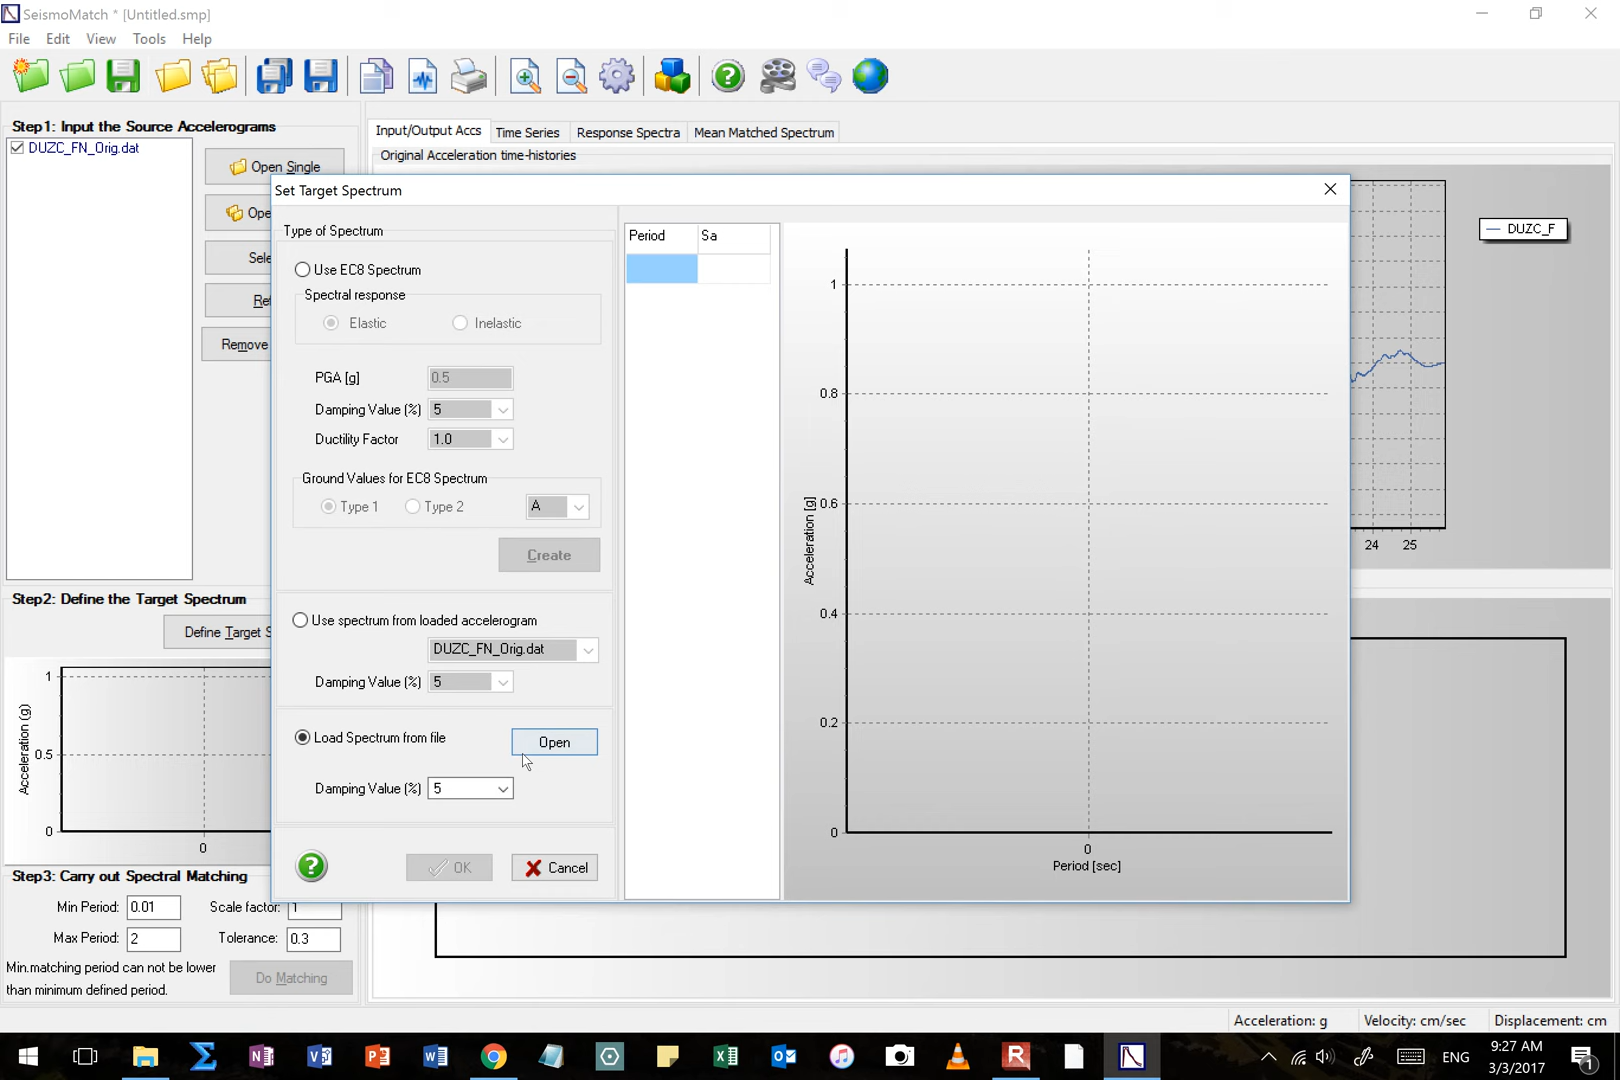 SeismoMatch * [Untitled.smp]
File Edit View Tools Help
Step1: Input the Source Accelerograms
DUZC_FN_Orig.dat
Open Single
Ope
Sele
Re
Remove
Input/Output Accs Time Series Response Spectra Mean Matched Spectrum
Original Acceleration time-histories
DUZC_F
24 25
Set Target Spectrum
Type of Spectrum
Use EC8 Spectrum
Spectral response
Elastic Inelastic
PGA [g] 0.5
Damping Value (%) 5
Ductility Factor 1.0
Ground Values for EC8 Spectrum
Type 1 Type 2 A
Create
Use spectrum from loaded accelerogram
DUZC_FN_Orig.dat
Damping Value (%) 5
Load Spectrum from file Open
Damping Value (%) 5
? OK Cancel
Period Sa
1
0.8
0.6
0.4
0.2
0
Acceleration [g]
0
Period [sec]
Step2: Define the Target Spectrum
Define Target S
1
0.5
0
Acceleration (g)
0
Step3: Carry out Spectral Matching
Min Period: 0.01 Scale factor: 1
Max Period: 2 Tolerance: 0.3
Min.matching period can not be lower
than minimum defined period.
Do Matching
Acceleration: g Velocity: cm/sec Displacement: cm
ENG
9:27 AM
3/3/2017
1